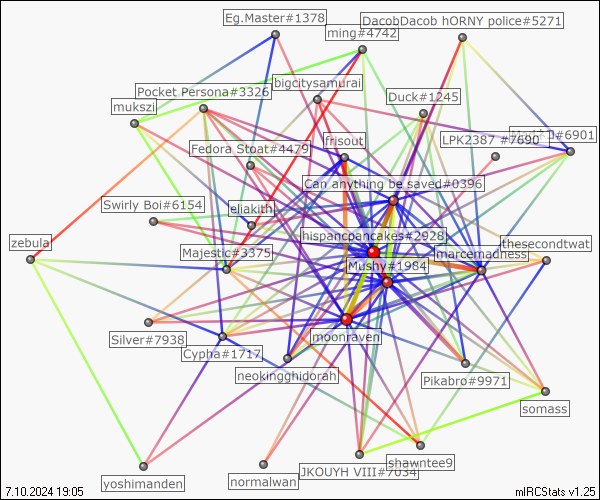 Eg.Master#1378
DacobDacob hORNY police#5271
ming#4742
bigcitysamurai
Pocket Persona#3326
Duck#1245
mukszi
LPK2387 #7690
#6901
frisout
Fedora Stoat#4479
Can anything be saved#0396
Swirly Boi#6154
eliakith
hispancpancakes#2928
zebula
Majestic#3375
marcemadness
thesecondtwat
Mushy#1984
Silver#7938
moonraven
Cypha#1717
neokingghidorah
Pikabro#9971
somass
shawntee9
JKOUYH VIII#7034
yoshimanden
normalwan
7.10.2024 19:05
mIRCStats v1.25